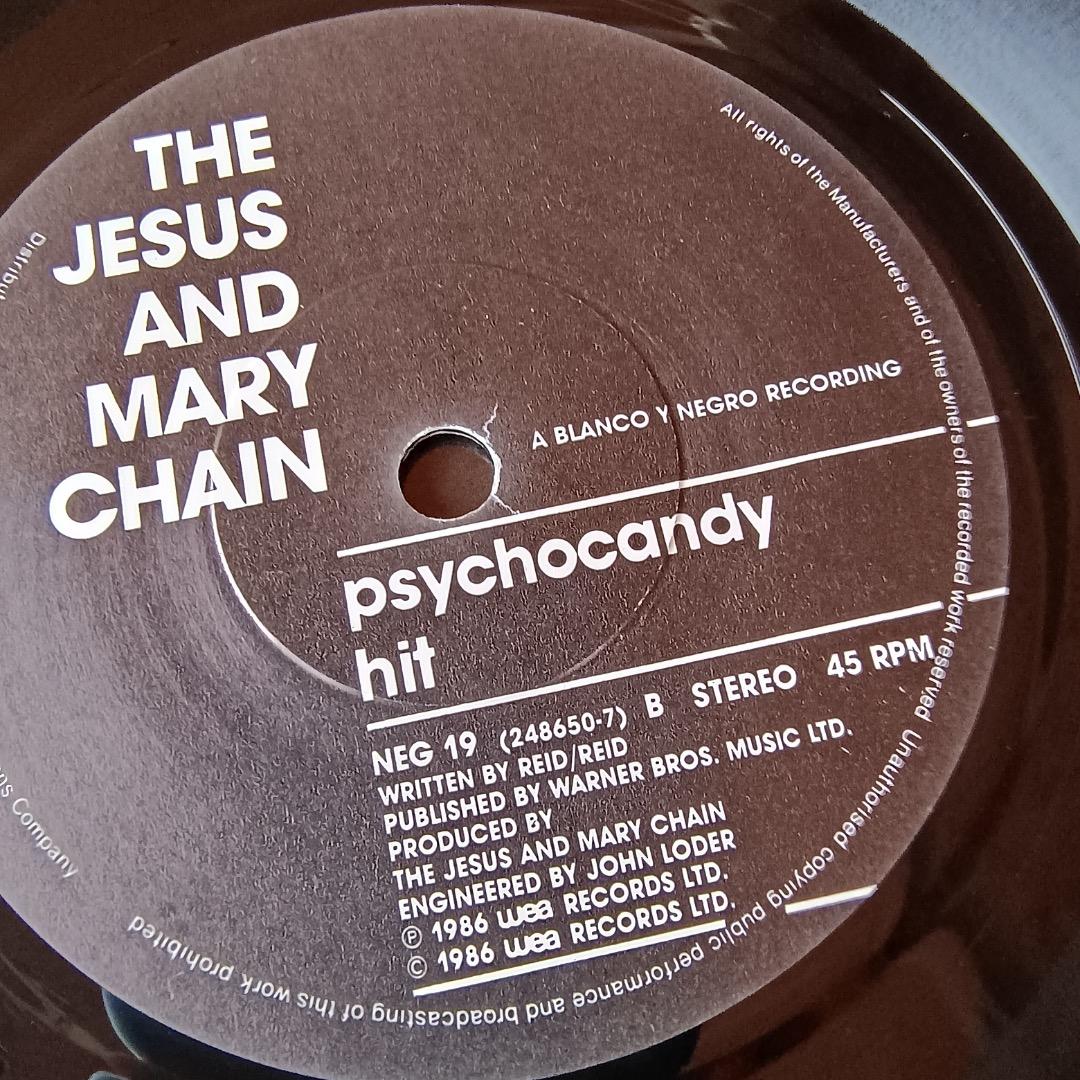 THE
JESUS
AND
MARY
CHAIN
A BLANCO Y NEGRO RECORDING
psychocandy
hit
NEG 19 (248650-7) B STEREO 45 RPM
WRITTEN BY REID/REID
PUBLISHED BY WARNER BROS. MUSIC LTD.
PRODUCED BY
THE JESUS AND MARY CHAIN
ENGINEERED BY JOHN LODER
Ⓟ 1986 wea RECORDS LTD.
© 1986 wea RECORDS LTD.
All rights of the Manufacturers and of the owners of the recorded work reserved Unauthorised copying public performance and broadcasting of this work prohibited
Company